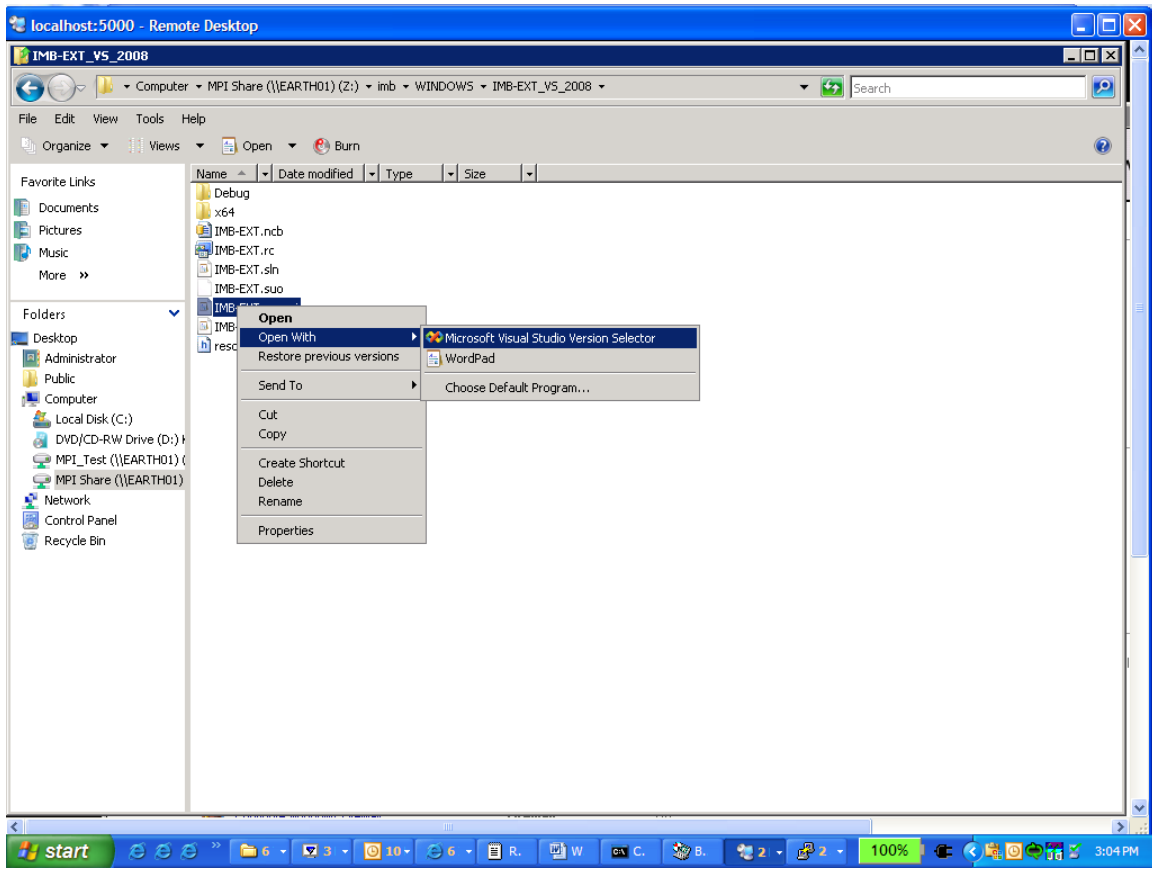 localhost:5000 - Remote Desktop
IMB-EXT_VS_2008
Computer MPI Share (\\EARTH01) (Z:) imb WINDOWS IMB-EXT_VS_2008
Search
File Edit View Tools Help
Organize Views Open Burn
Favorite Links
Documents
Pictures
Music
More »
Folders
Desktop
Administrator
Public
Computer
Local Disk (C:)
DVD/CD-RW Drive (D:)
MPI_Test (\\EARTH01) (
MPI Share (\\EARTH01)
Network
Control Panel
Recycle Bin
Name Date modified Type Size
Debug
x64
IMB-EXT.ncb
IMB-EXT.rc
IMB-EXT.sln
IMB-EXT.suo
IMB-
resc
Open
Open With
Restore previous versions
Send To
Cut
Copy
Create Shortcut
Delete
Rename
Properties
Microsoft Visual Studio Version Selector
WordPad
Choose Default Program...
start » 6 3 10 6 R. W C. B. 2 2 100% 3:04 PM